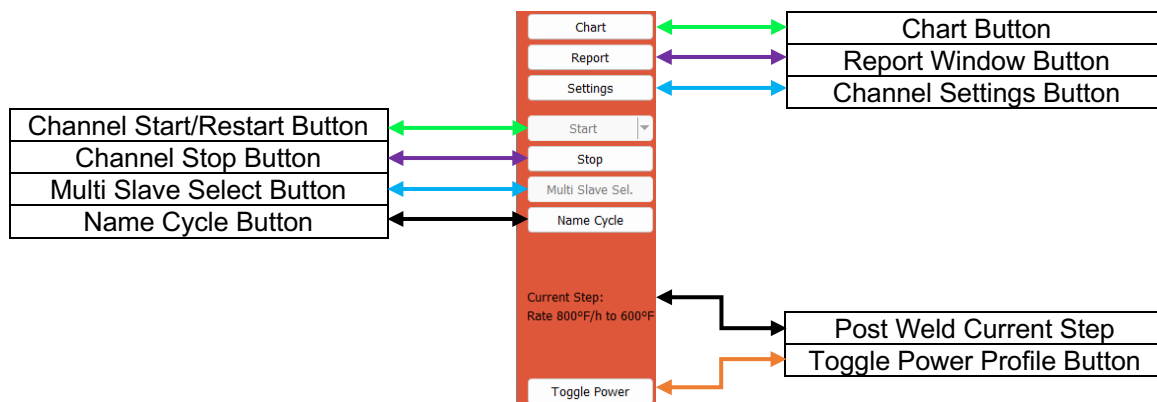 Chart
Report
Settings
Start
Stop
Multi Slave Sel.
Name Cycle
Current Step:
Rate 800ºF/h to 600ºF
Toggle Power
Chart Button
Report Window Button
Channel Settings Button
Channel Start/Restart Button
Channel Stop Button
Multi Slave Select Button
Name Cycle Button
Post Weld Current Step
Toggle Power Profile Button